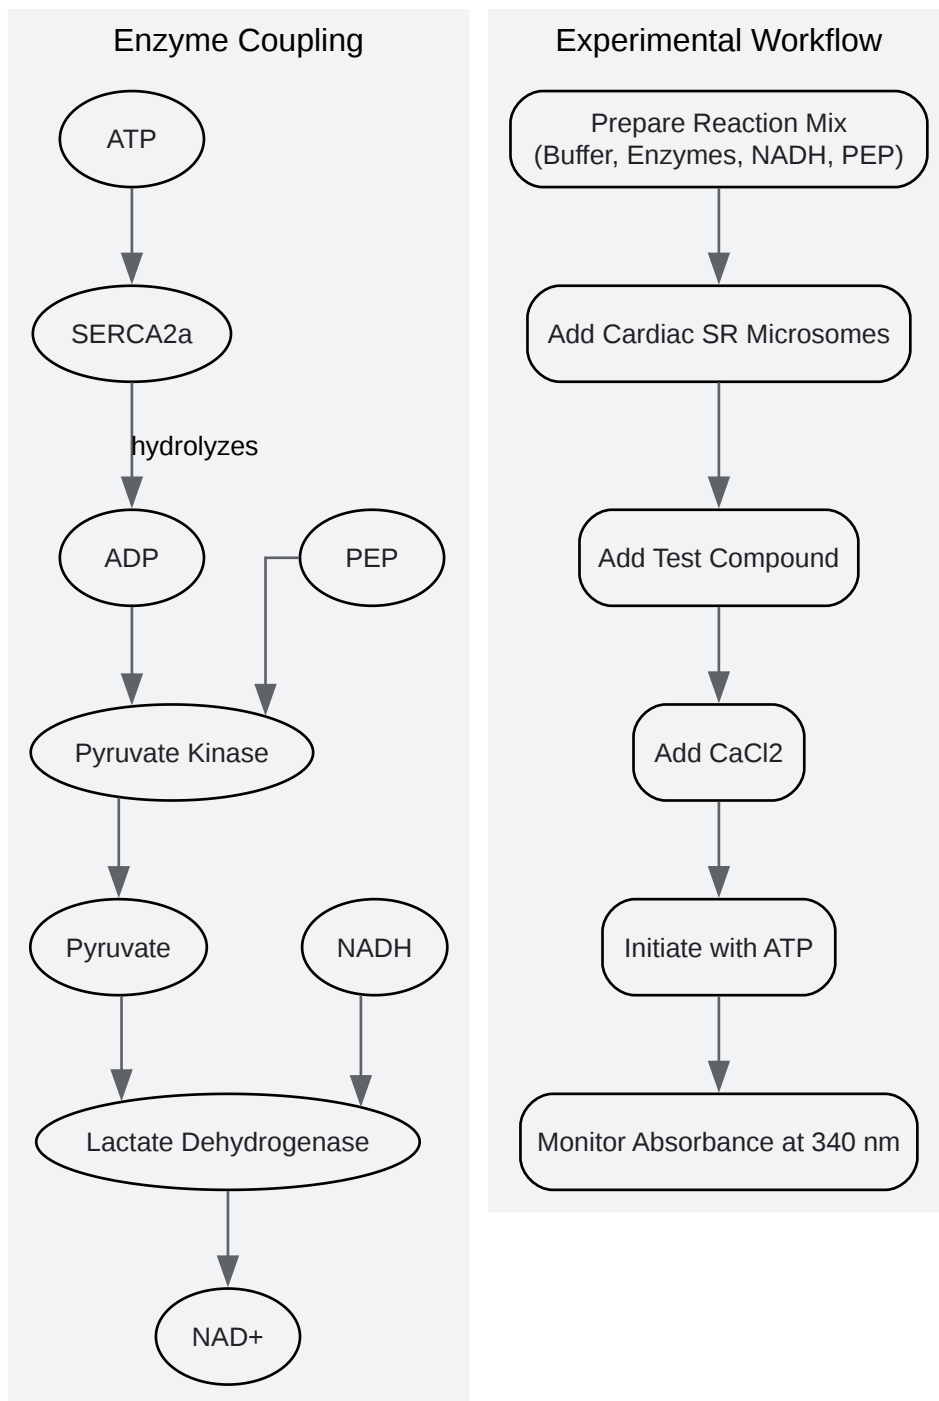 Enzyme Coupling
ATP
SERCA2a
hydrolyzes
ADP
PEP
Pyruvate Kinase
Pyruvate
NADH
Lactate Dehydrogenase
NAD+
Experimental Workflow
Prepare Reaction Mix
(Buffer, Enzymes, NADH, PEP)
Add Cardiac SR Microsomes
Add Test Compound
Add CaCl2
Initiate with ATP
Monitor Absorbance at 340 nm